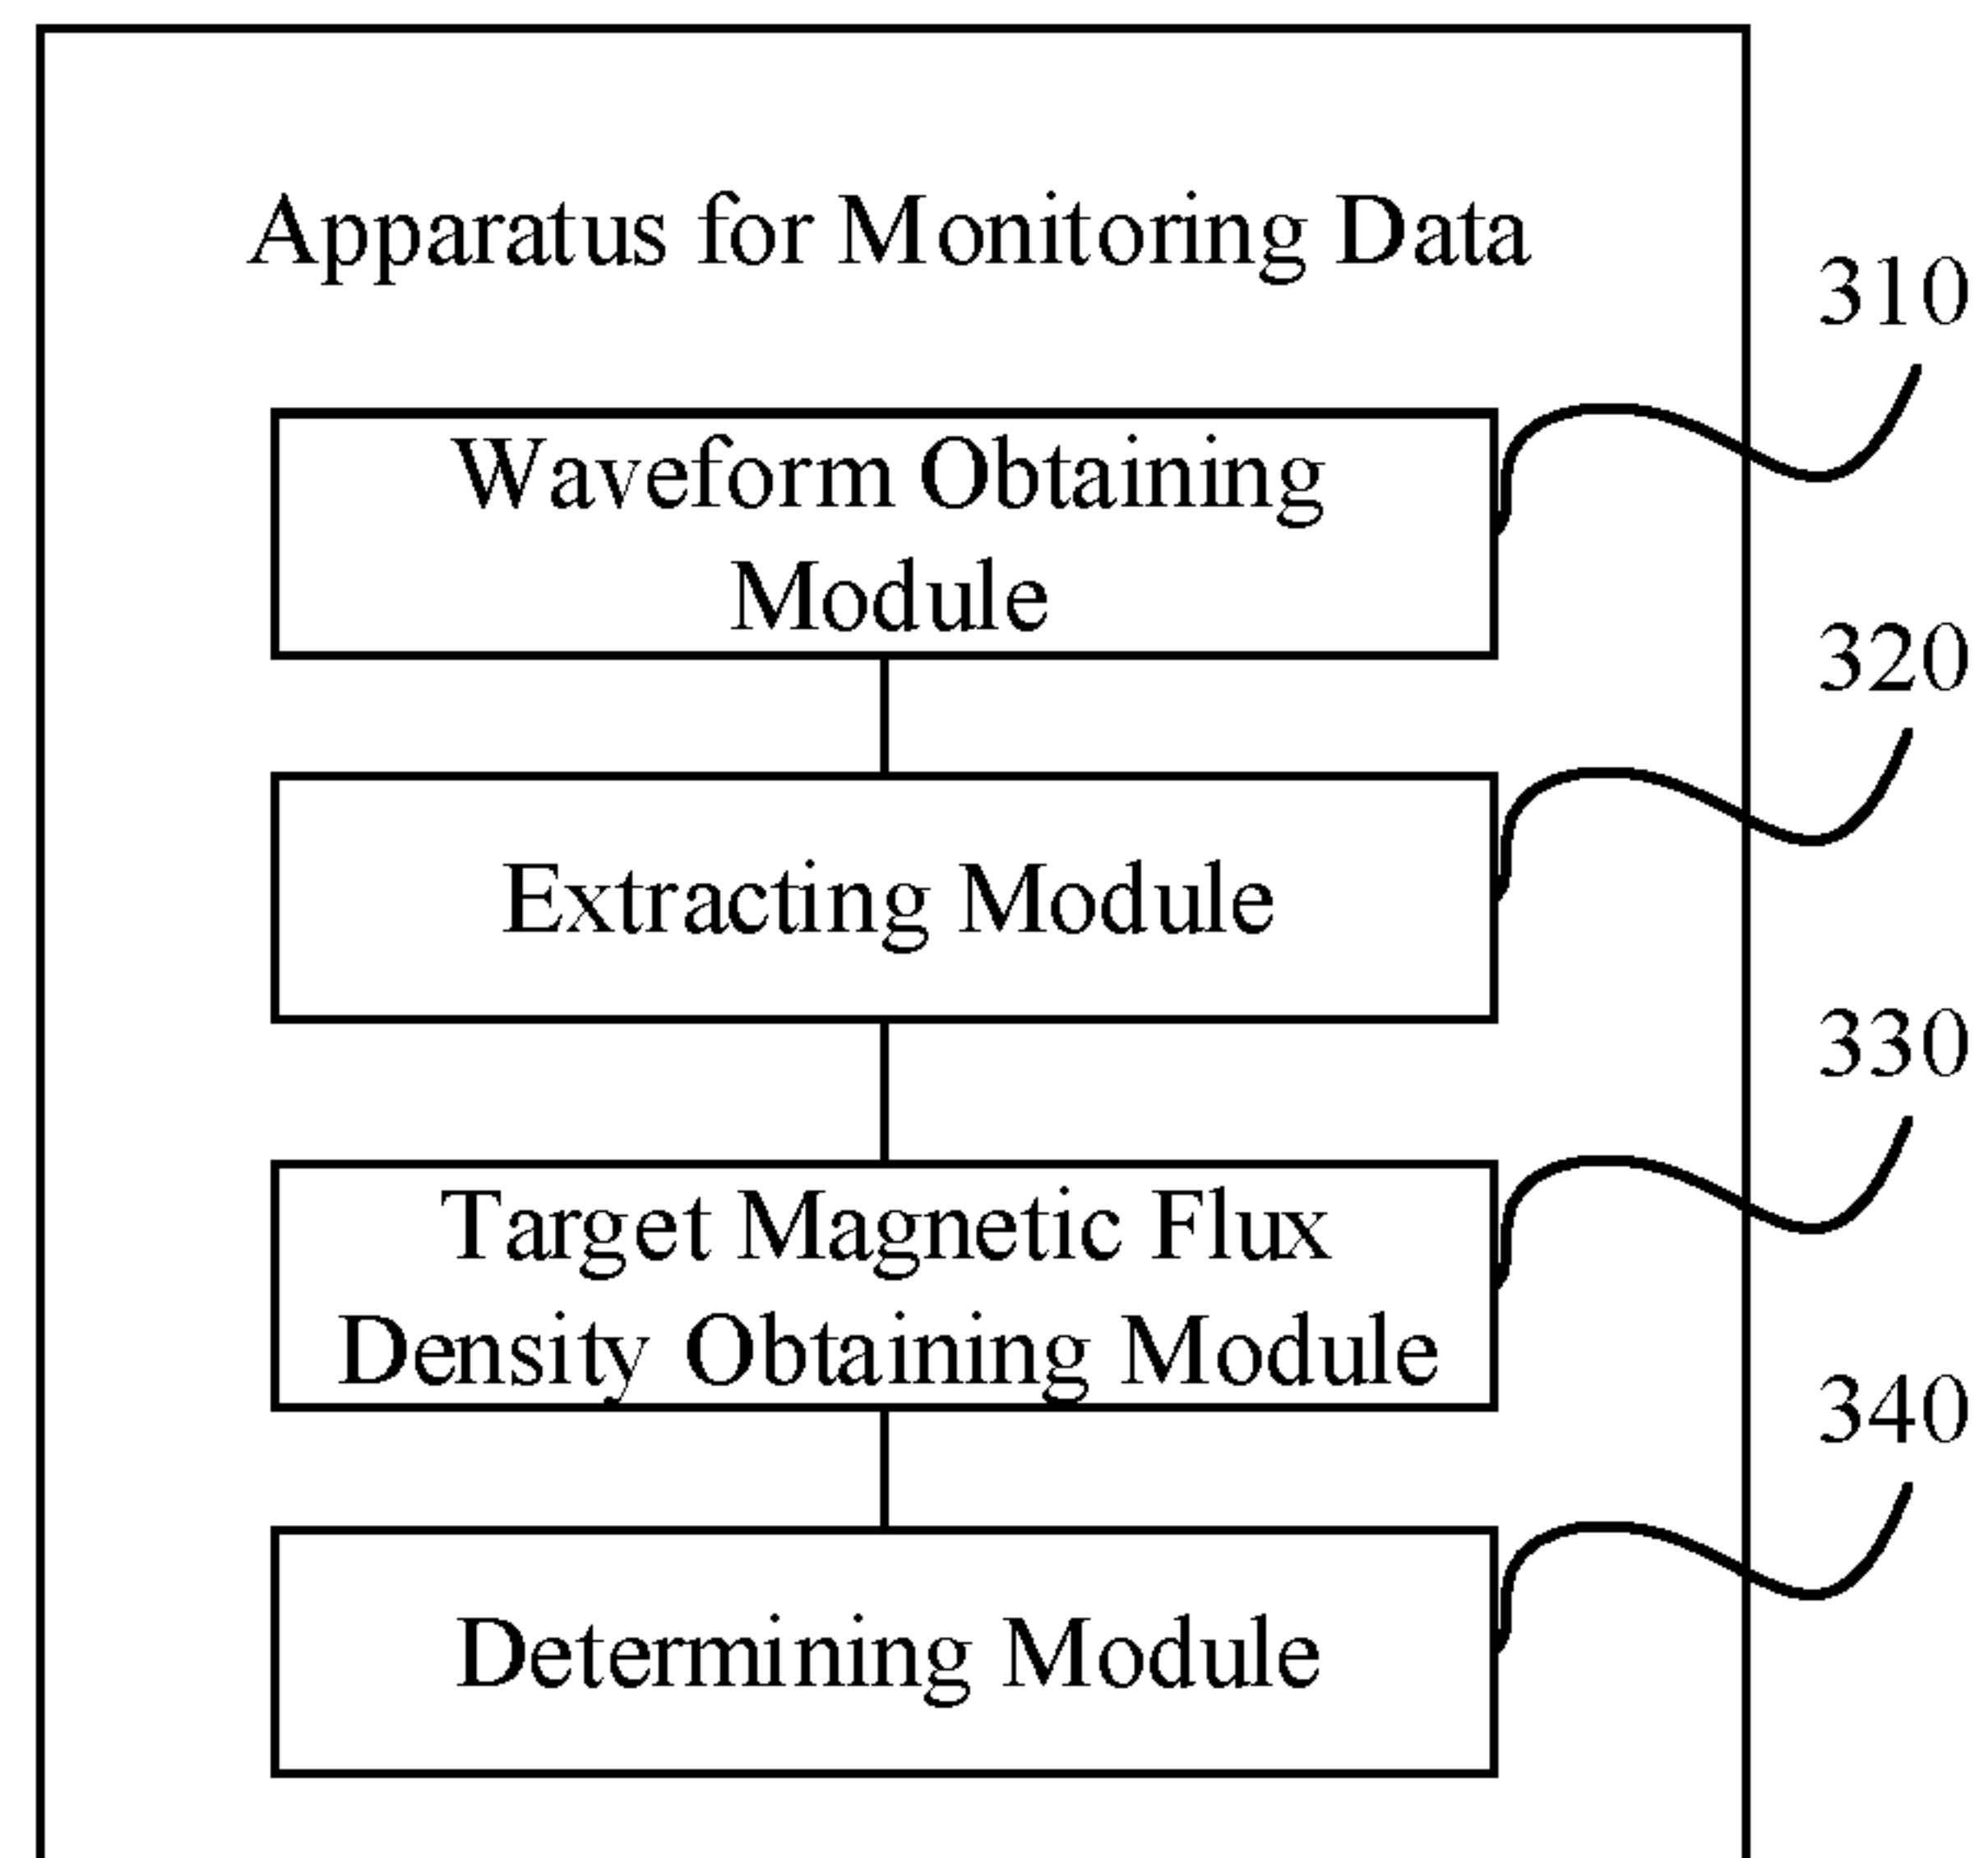 Apparatus for Monitoring Data
310
Waveform Obtaining
Module
320
Extracting Module
330
Target Magnetic Flux
Density Obtaining Module
340
Determining Module